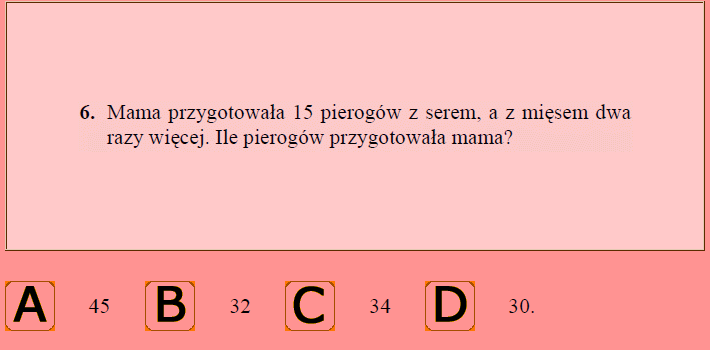 6. Mama przygotowała 15 pierogów z serem, a z mięsem dwa
razy więcej. Ile pierogów przygotowała mama?
A 45 B 32 C 34 D 30.